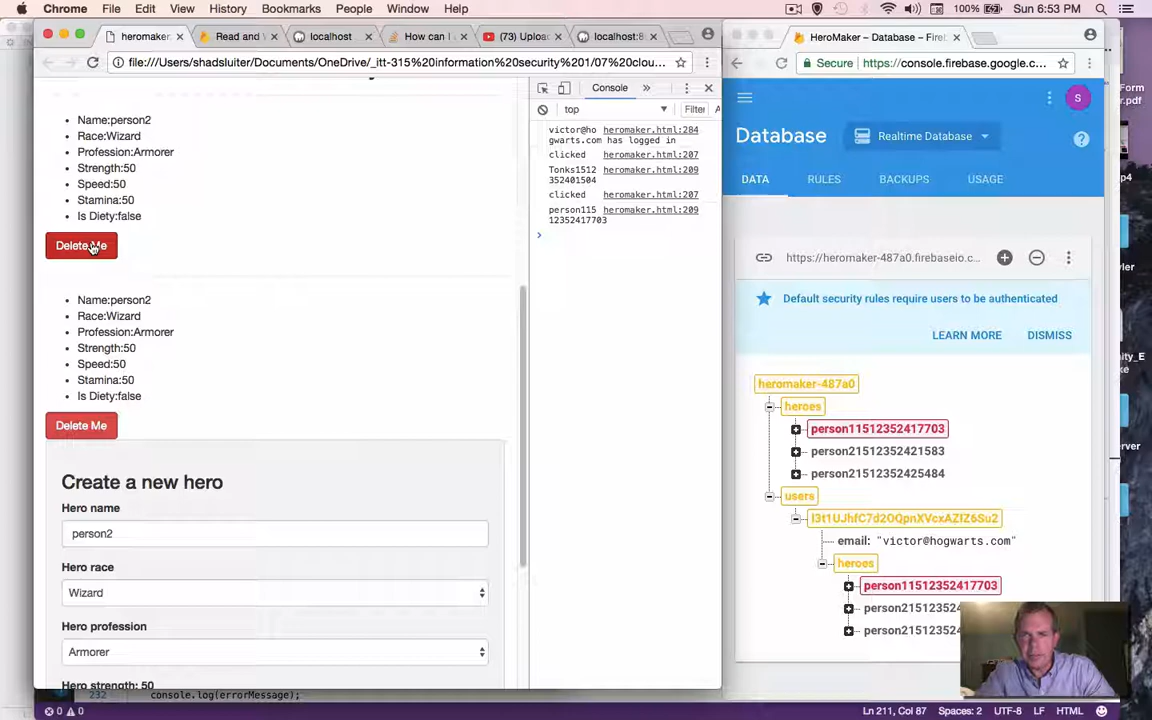 Chrome File Edit View History Bookmarks People Window Help 100% Sun 6:53 PM
heromaker Read and w localhost How can I (73) Uploa localhost:8
file:///Users/shadsluiter/Documents/OneDrive/_itt-315%20information%20security%201/07%20clou...
Name:person2
Race:Wizard
Profession:Armorer
Strength:50
Speed:50
Stamina:50
Is Diety:false
Delete Me
Name:person2
Race:Wizard
Profession:Armorer
Strength:50
Speed:50
Stamina:50
Is Diety:false
Delete Me
Create a new hero
Hero name
person2
Hero race
Wizard
Hero profession
Armorer
Hero strength: 50
Console »
top Filter
victor@ho heromaker.html:284
gwarts.com has logged in
clicked heromaker.html:207
Tonks1512 heromaker.html:209
352401504
clicked heromaker.html:207
person115 heromaker.html:209
12352417703
HeroMaker – Database – Fireb
Secure https://console.firebase.google.c...
S
Database Realtime Database
DATA RULES BACKUPS USAGE
https://heromaker-487a0.firebaseio.c...
Default security rules require users to be authenticated
LEARN MORE DISMISS
heromaker-487a0
heroes
person11512352417703
person21512352421583
person21512352425484
users
email: "victor@hogwarts.com"
heroes
person11512352417703
person215123524
person215123524
232 console.log(errorMessage);
0 0 Ln 211, Col 87 Spaces: 2 UTF-8 LF HTML